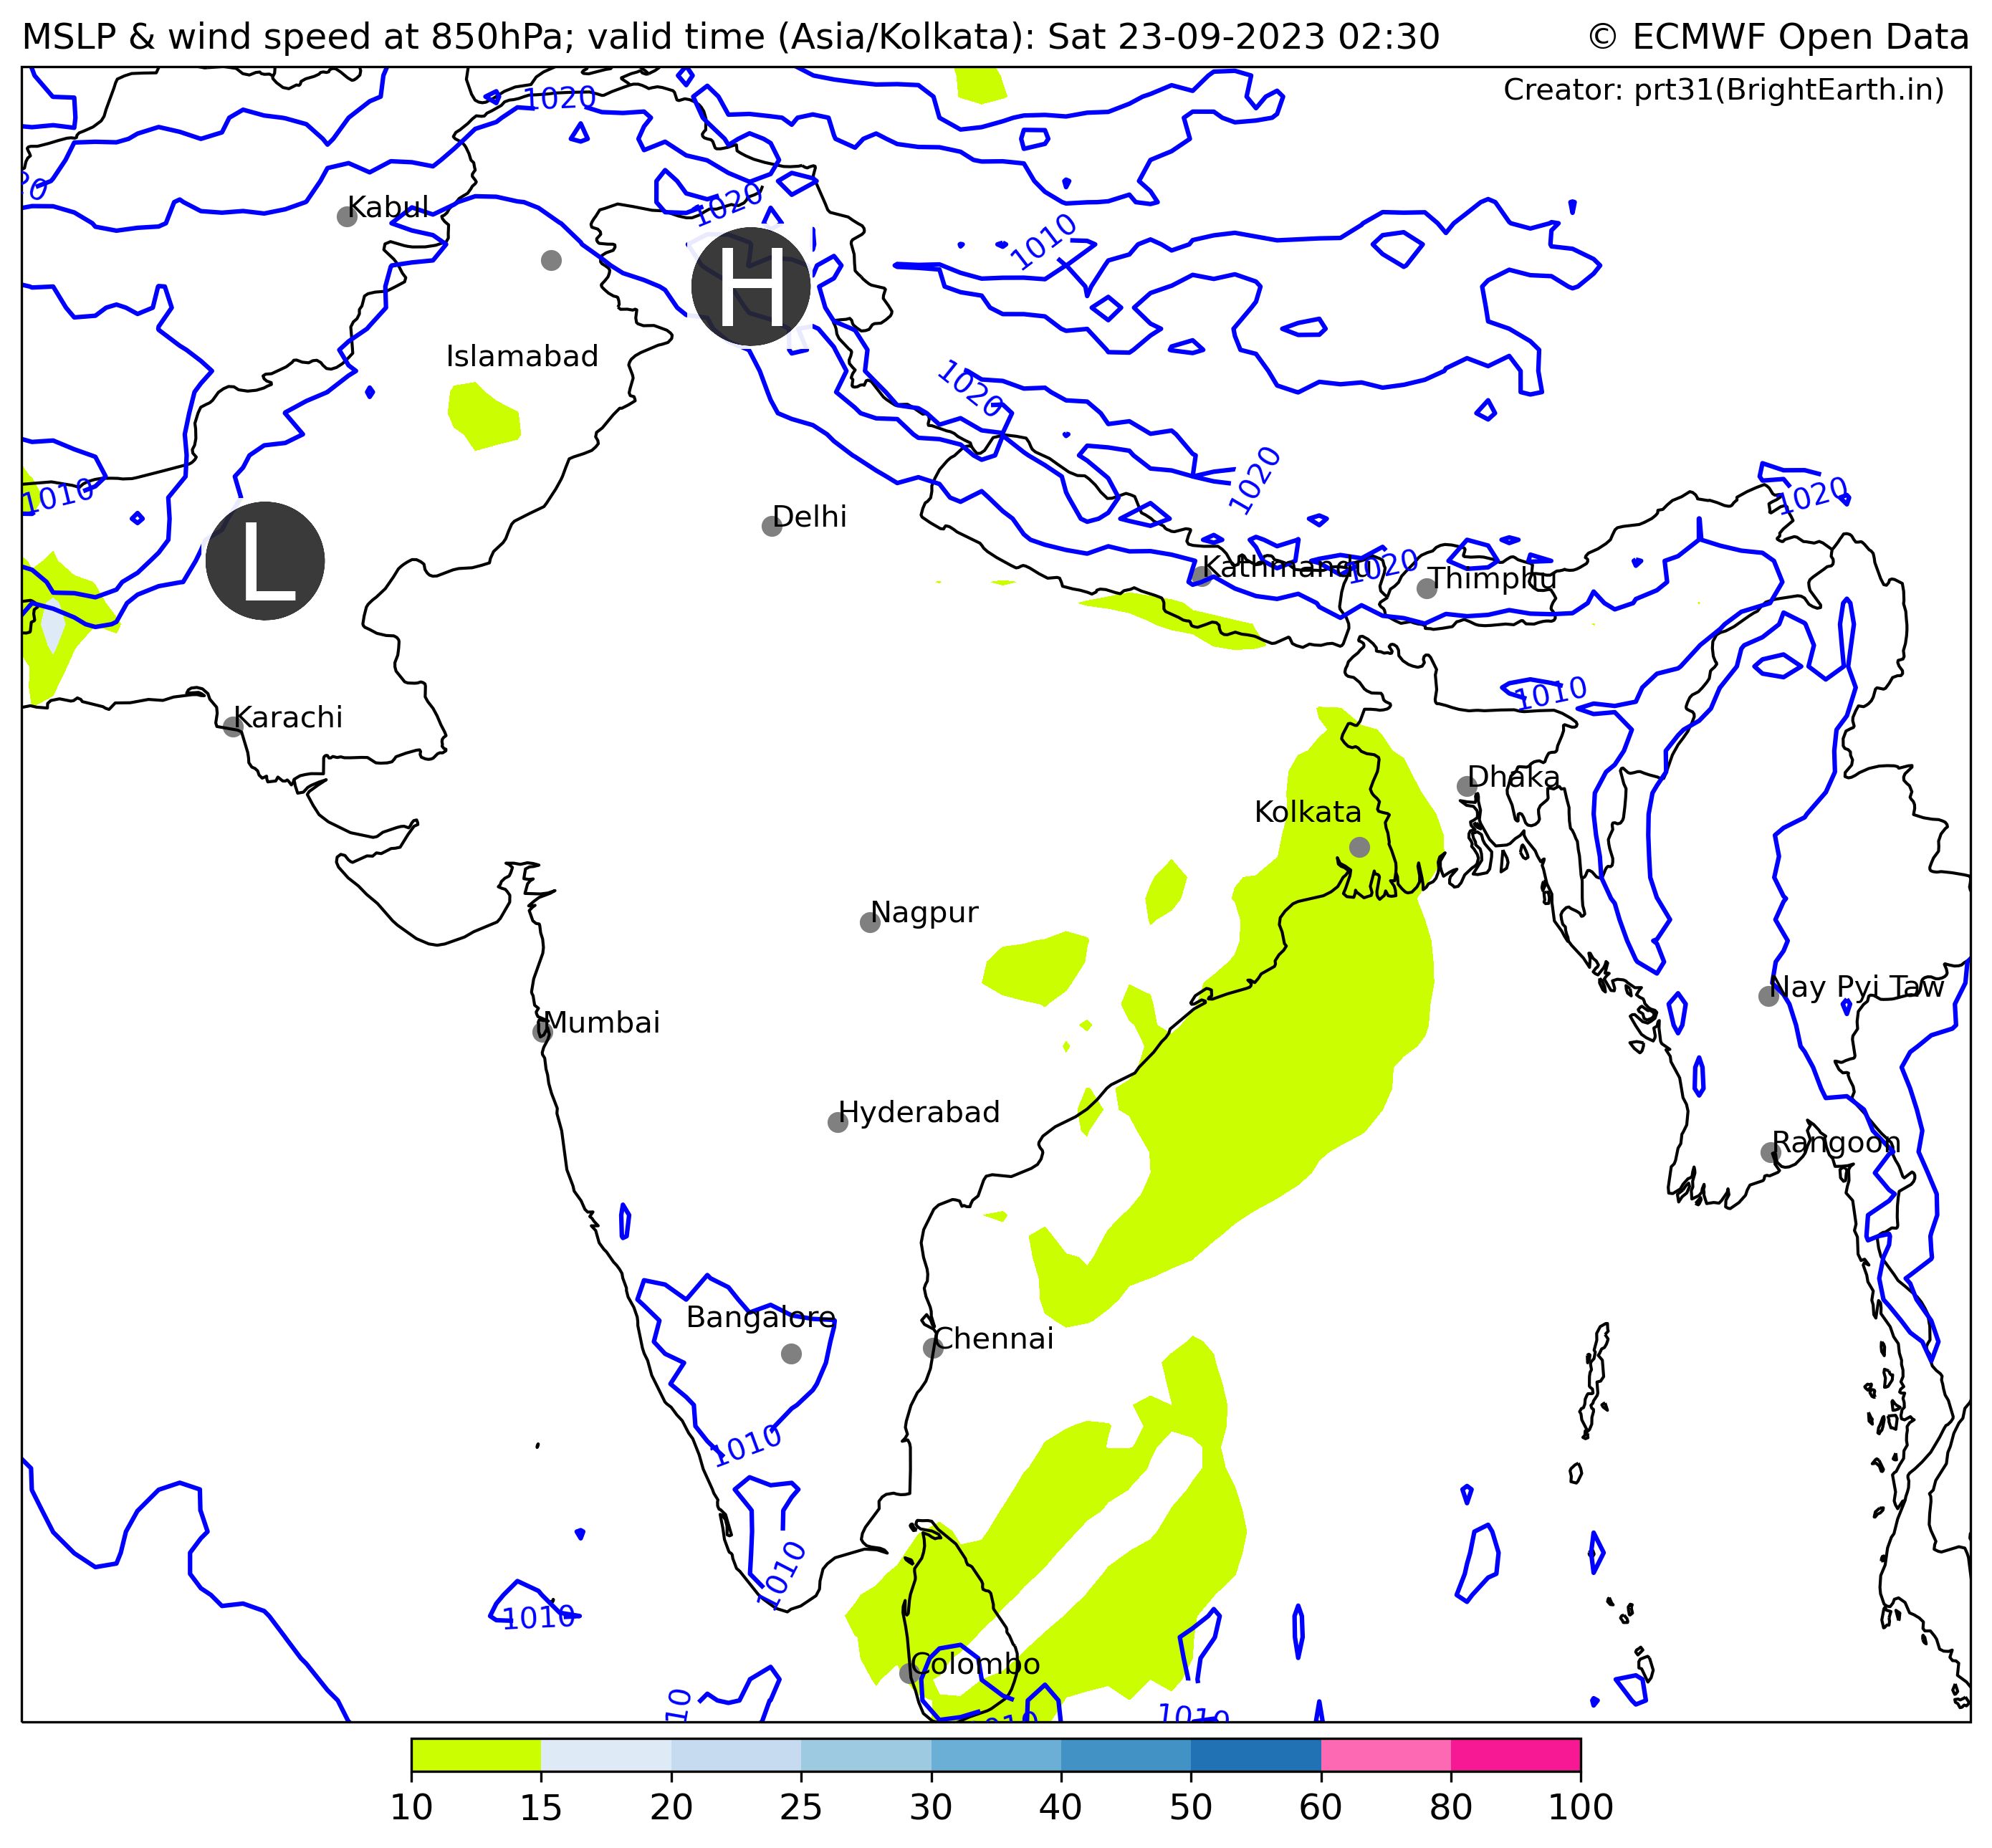 MSLP & wind speed at 850hPa; valid time (Asia/Kolkata): Sat 23-09-2023 02:30
© ECMWF Open Data
Creator: prt31(BrightEarth.in)
1020
Kabul
1020
H
1010
Islamabad
1020
1010
1020
1020
L
Delhi
Kathmandu
1020
Thimphu
1010
Karachi
Dhaka
Kolkata
Nagpur
Nay Pyi Taw
Mumbai
Hyderabad
Rangoon
Bangalore
Chennai
1010
1010
1010
Colombo
10
1010
10 15 20 25 30 40 50 60 80 100